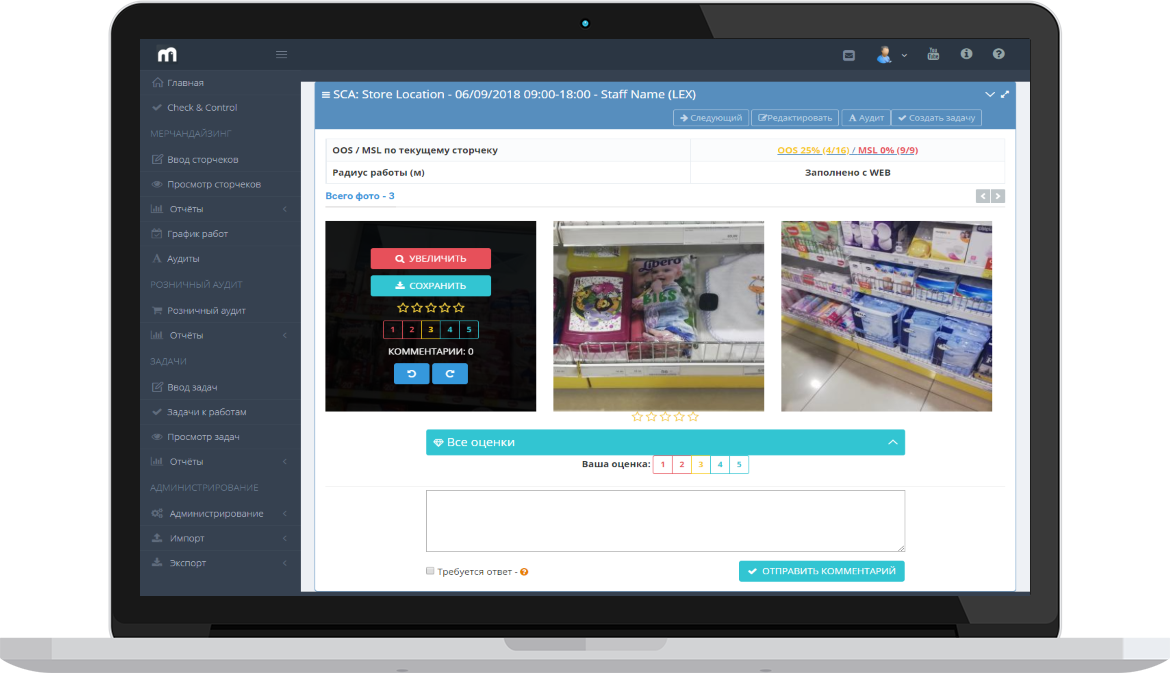 m
Главная
Check & Control
МЕРЧАНДАЙЗИНГ
Ввод сторчеков
Просмотр сторчеков
Отчёты
График работ
Аудиты
РОЗНИЧНЫЙ АУДИТ
Розничный аудит
Отчёты
ЗАДАЧИ
Ввод задач
Задачи к работам
Просмотр задач
Отчёты
АДМИНИСТРИРОВАНИЕ
Администрирование
Импорт
Экспорт
SCA: Store Location - 06/09/2018 09:00-18:00 - Staff Name (LEX)
Следующий Редактировать Аудит Создать задачу
OOS / MSL по текущему сторчеку OOS 25% (4/16) / MSL 0% (9/9)
Радиус работы (м) Заполнено с WEB
Всего фото - 3
УВЕЛИЧИТЬ
СОХРАНИТЬ
1 2 3 4 5
КОММЕНТАРИИ: 0
Libero
BIBS
Все оценки
Ваша оценка: 1 2 3 4 5
Требуется ответ -
ОТПРАВИТЬ КОММЕНТАРИЙ